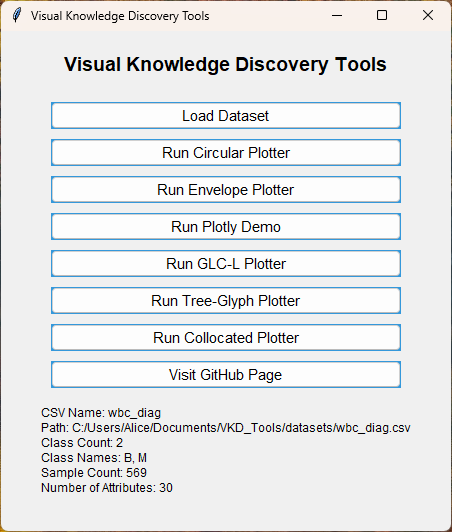 Visual Knowledge Discovery Tools
Visual Knowledge Discovery Tools
Load Dataset
Run Circular Plotter
Run Envelope Plotter
Run Plotly Demo
Run GLC-L Plotter
Run Tree-Glyph Plotter
Run Collocated Plotter
Visit GitHub Page
CSV Name: wbc_diag
Path: C:/Users/Alice/Documents/VKD_Tools/datasets/wbc_diag.csv
Class Count: 2
Class Names: B, M
Sample Count: 569
Number of Attributes: 30